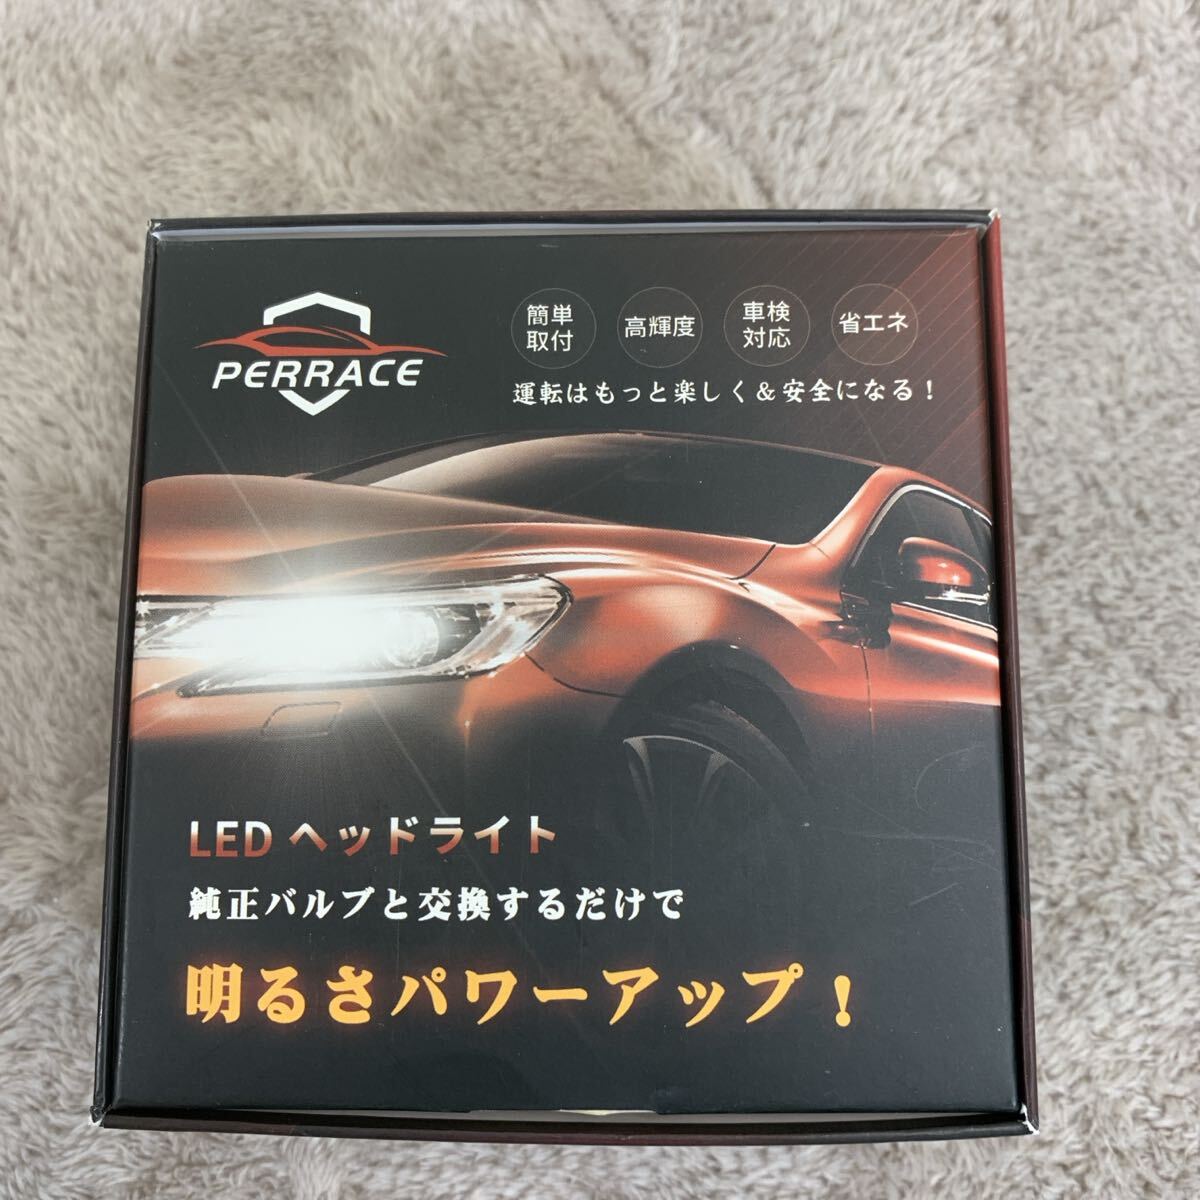 PERRACE
簡単
取付
高輝度
車検
対応
省エネ
運転はもっと楽しく＆安全になる！
LED ヘッドライト
純正バルブと交換するだけで
明るさパワーアップ！